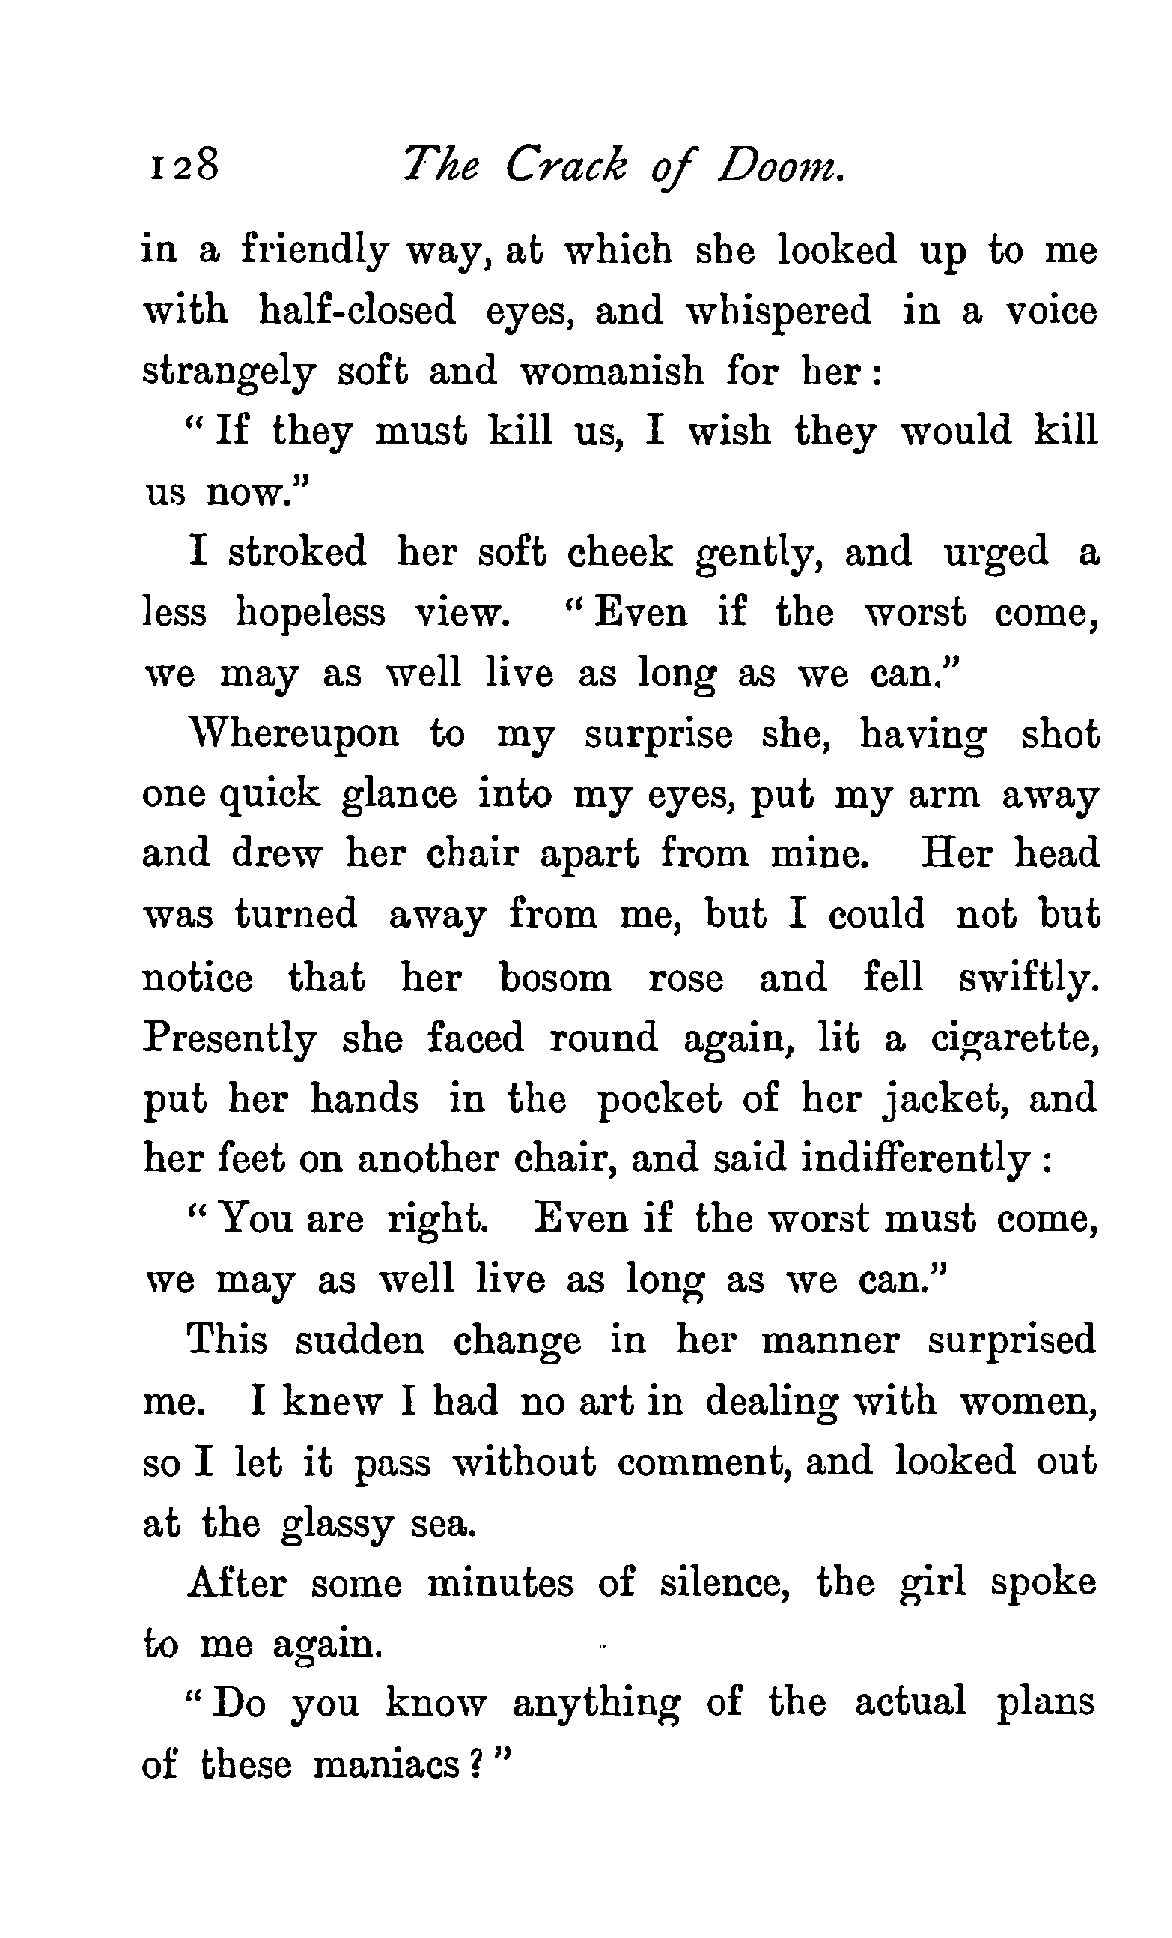 128 The Crack of Doom.
in a friendly way, at which she looked up to me
with half-closed eyes, and whispered in a voice
strangely soft and womanish for her :
“ If they must kill us, I wish they would kill
us now.”
I stroked her soft cheek gently, and urged a
less hopeless view. “ Even if the worst come,
we may as well live as long as we can.”
Whereupon to my surprise she, having shot
one quick glance into my eyes, put my arm away
and drew her chair apart from mine. Her head
was turned away from me, but I could not but
notice that her bosom rose and fell swiftly.
Presently she faced round again, lit a cigarette,
put her hands in the pocket of her jacket, and
her feet on another chair, and said indifferently :
“ You are right. Even if the worst must come,
we may as well live as long as we can.”
This sudden change in her manner surprised
me. I knew I had no art in dealing with women,
so I let it pass without comment, and looked out
at the glassy sea.
After some minutes of silence, the girl spoke
to me again.
“ Do you know anything of the actual plans
of these maniacs ? ”